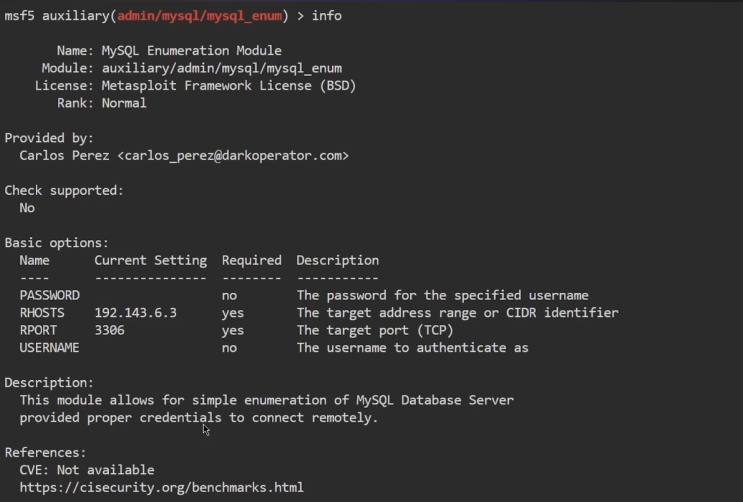 msf5 auxiliary(admin/mysql/mysql_enum) > info
Name: MySQL Enumeration Module
Module: auxiliary/admin/mysql/mysql_enum
License: Metasploit Framework License (BSD)
Rank: Normal
Provided by:
Carlos Perez <carlos_perez@darkoperator.com>
Check supported:
No
Basic options:
Name Current Setting Required Description
---- --------------- -------- -----------
PASSWORD no The password for the specified username
RHOSTS 192.143.6.3 yes The target address range or CIDR identifier
RPORT 3306 yes The target port (TCP)
USERNAME no The username to authenticate as
Description:
This module allows for simple enumeration of MySQL Database Server
provided proper credentials to connect remotely.
References:
CVE: Not available
https://cisecurity.org/benchmarks.html